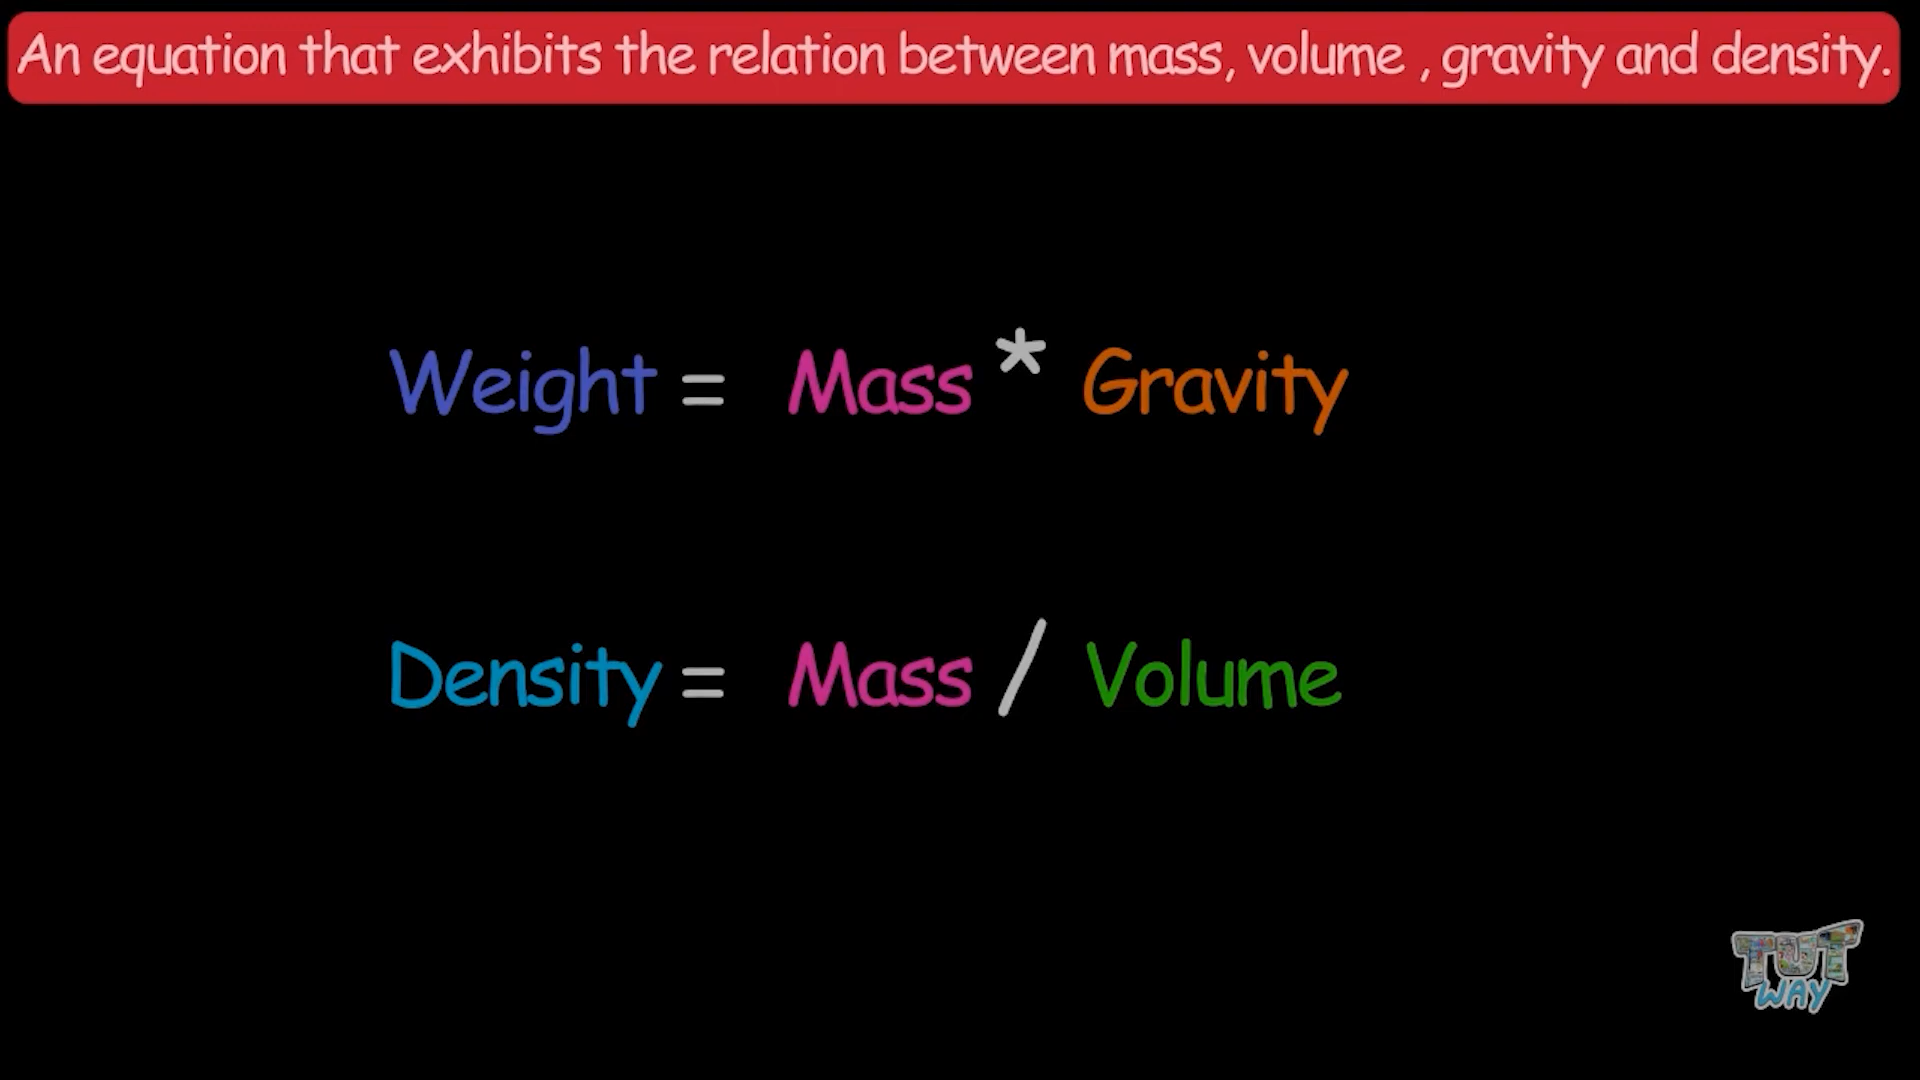 An equation that exhibits the relation between mass, volume , gravity and density.
Weight = Mass * Gravity
Density = Mass / Volume
TUT
WAY